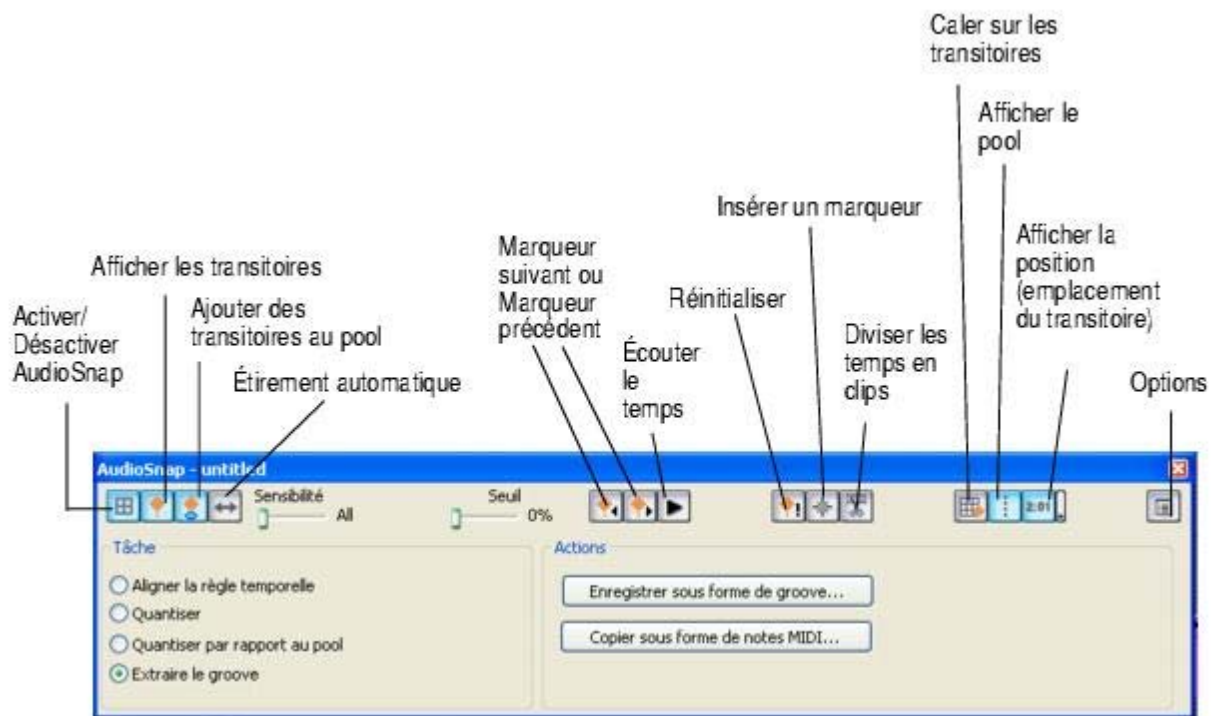 Caler sur les
transitoires
Afficher le
pool
Insérer un marqueur
Afficher la
position
(emplacement
du transitoire)
Marqueur
suivant ou
Marqueur
précédent
Afficher les transitoires
Réinitialiser
Activer/
Désactiver
AudioSnap
Ajouter des
transitoires au pool
Diviser les
temps en
clips
Écouter
le
temps
Étirement automatique
Options
AudioSnap - untitled
Sensibilité
All
Seuil
0%
2:01
Tâche
Aligner la règle temporelle
Quantiser
Quantiser par rapport au pool
Extraire le groove
Actions
Enregistrer sous forme de groove...
Copier sous forme de notes MIDI...